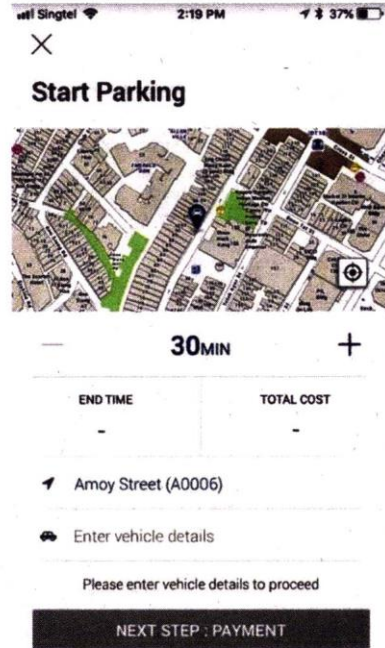 Singtel 2:19 PM 37%
Start Parking
30MIN
END TIME TOTAL COST
- -
Amoy Street (A0006)
Enter vehicle details
Please enter vehicle details to proceed
NEXT STEP : PAYMENT